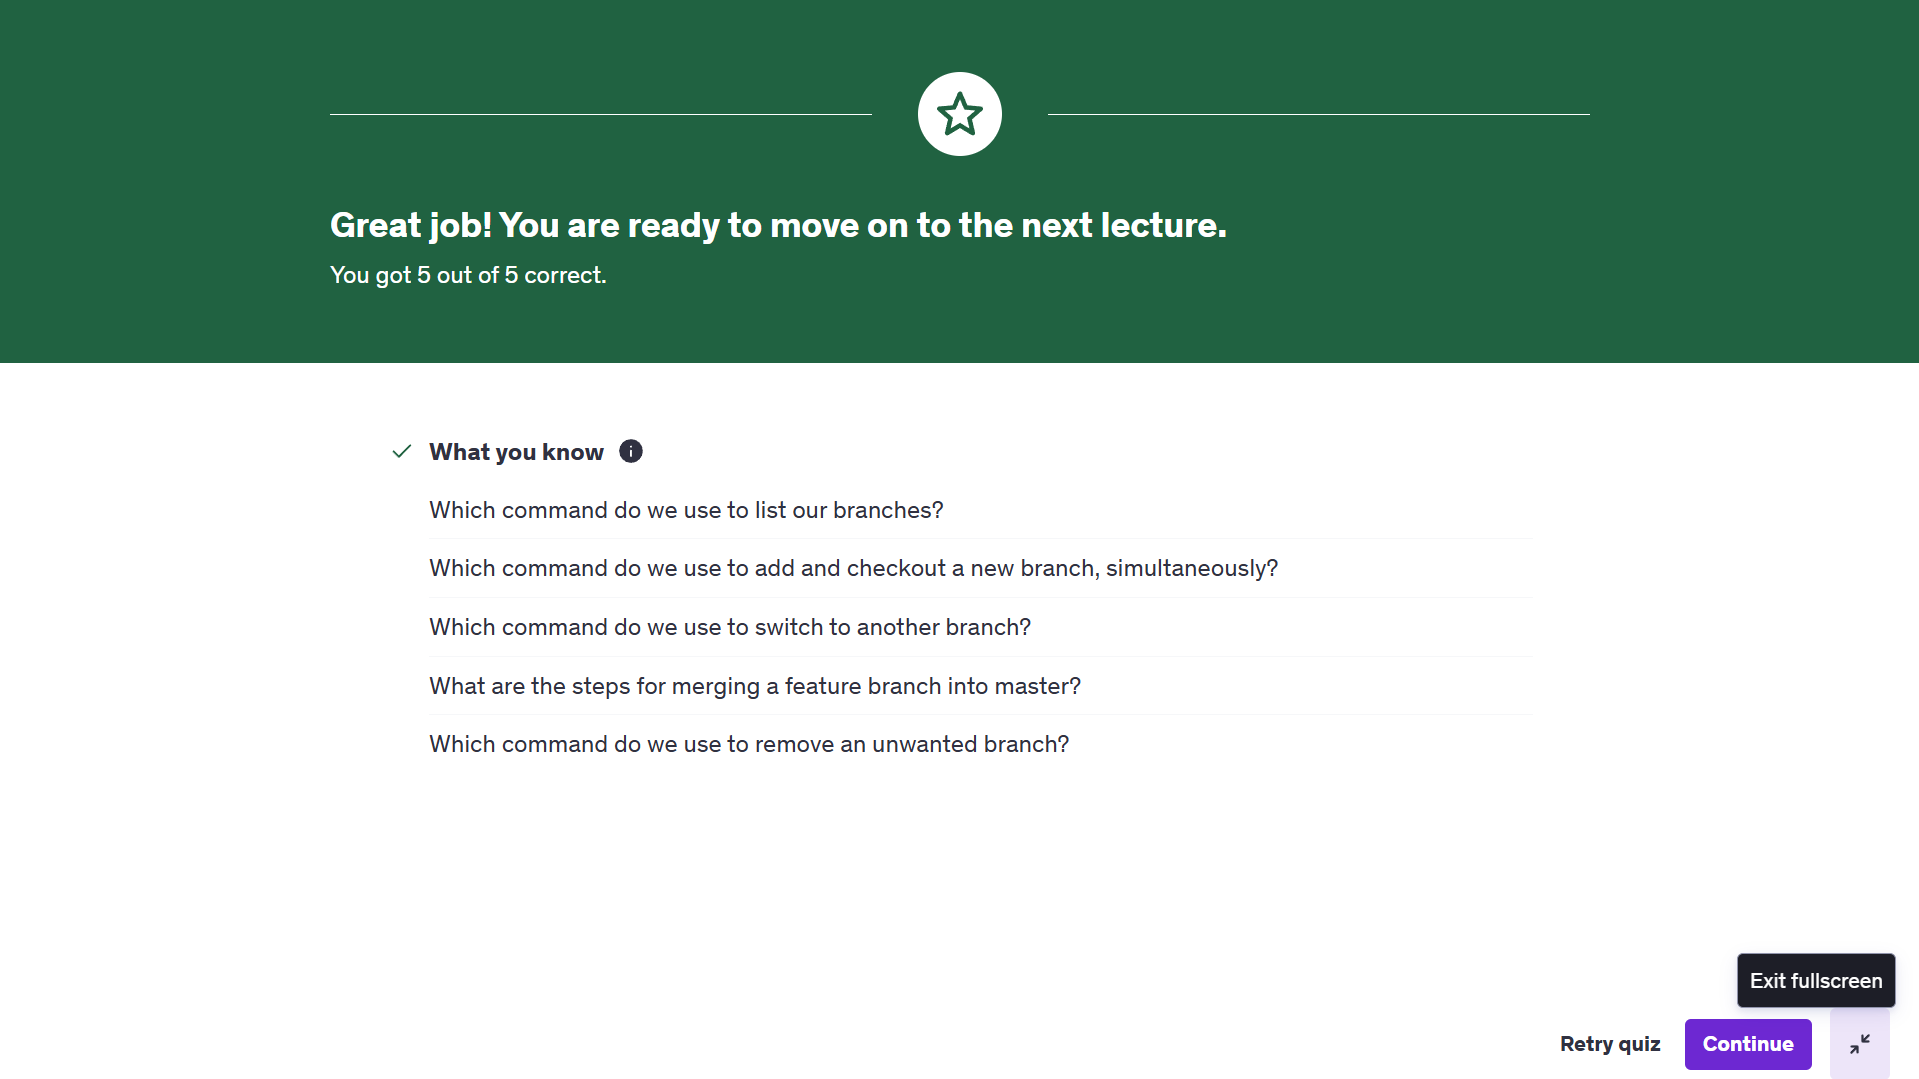 Great job! You are ready to move on to the next lecture.
You got 5 out of 5 correct.
What you know
Which command do we use to list our branches?
Which command do we use to add and checkout a new branch, simultaneously?
Which command do we use to switch to another branch?
What are the steps for merging a feature branch into master?
Which command do we use to remove an unwanted branch?
Exit fullscreen
Retry quiz
Continue